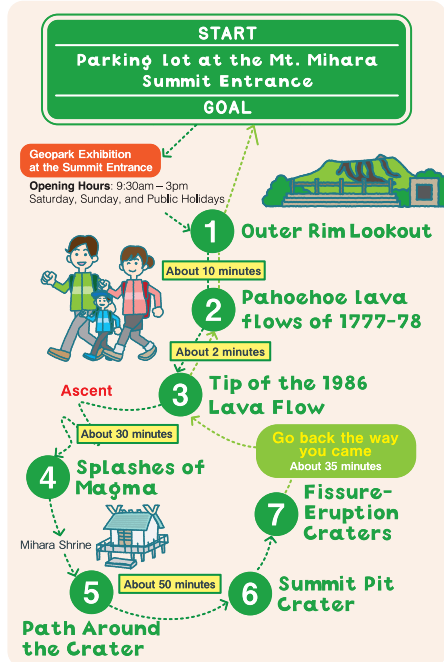 START
Parking lot at the Mt. Mihara
Summit Entrance
GOAL
Geopark Exhibition
at the Summit Entrance
Opening Hours: 9:30am – 3pm
Saturday, Sunday, and Public Holidays
1
Outer Rim Lookout
About 10 minutes
2
Pahoehoe lava
flows of 1777-78
About 2 minutes
3
Tip of the 1986
Lava Flow
Ascent
About 30 minutes
Go back the way
you came
About 35 minutes
4
Splashes of
Magma
7
Fissure-
Eruption
Craters
Mihara Shrine
5
About 50 minutes
6
Summit Pit
Crater
Path Around
the Crater